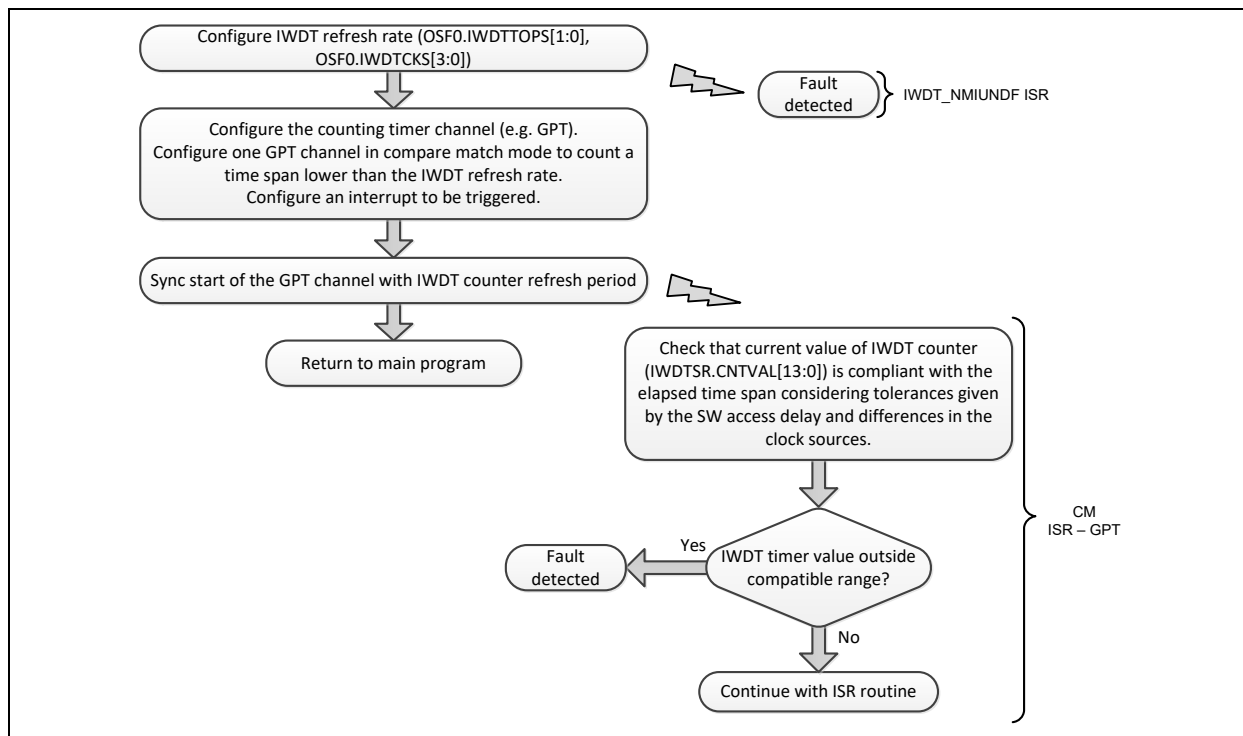 Configure IWDT refresh rate (OSF0.IWDTTOPS[1:0],
OSF0.IWDTCKS[3:0])
Fault
detected
IWDT_NMIUNDF ISR
Configure the counting timer channel (e.g. GPT).
Configure one GPT channel in compare match mode to count a
time span lower than the IWDT refresh rate.
Configure an interrupt to be triggered.
Sync start of the GPT channel with IWDT counter refresh period
Return to main program
Check that current value of IWDT counter
(IWDTSR.CNTVAL[13:0]) is compliant with the
elapsed time span considering tolerances given
by the SW access delay and differences in the
clock sources.
CM
ISR – GPT
Yes
IWDT timer value outside
compatible range?
Fault
detected
No
Continue with ISR routine